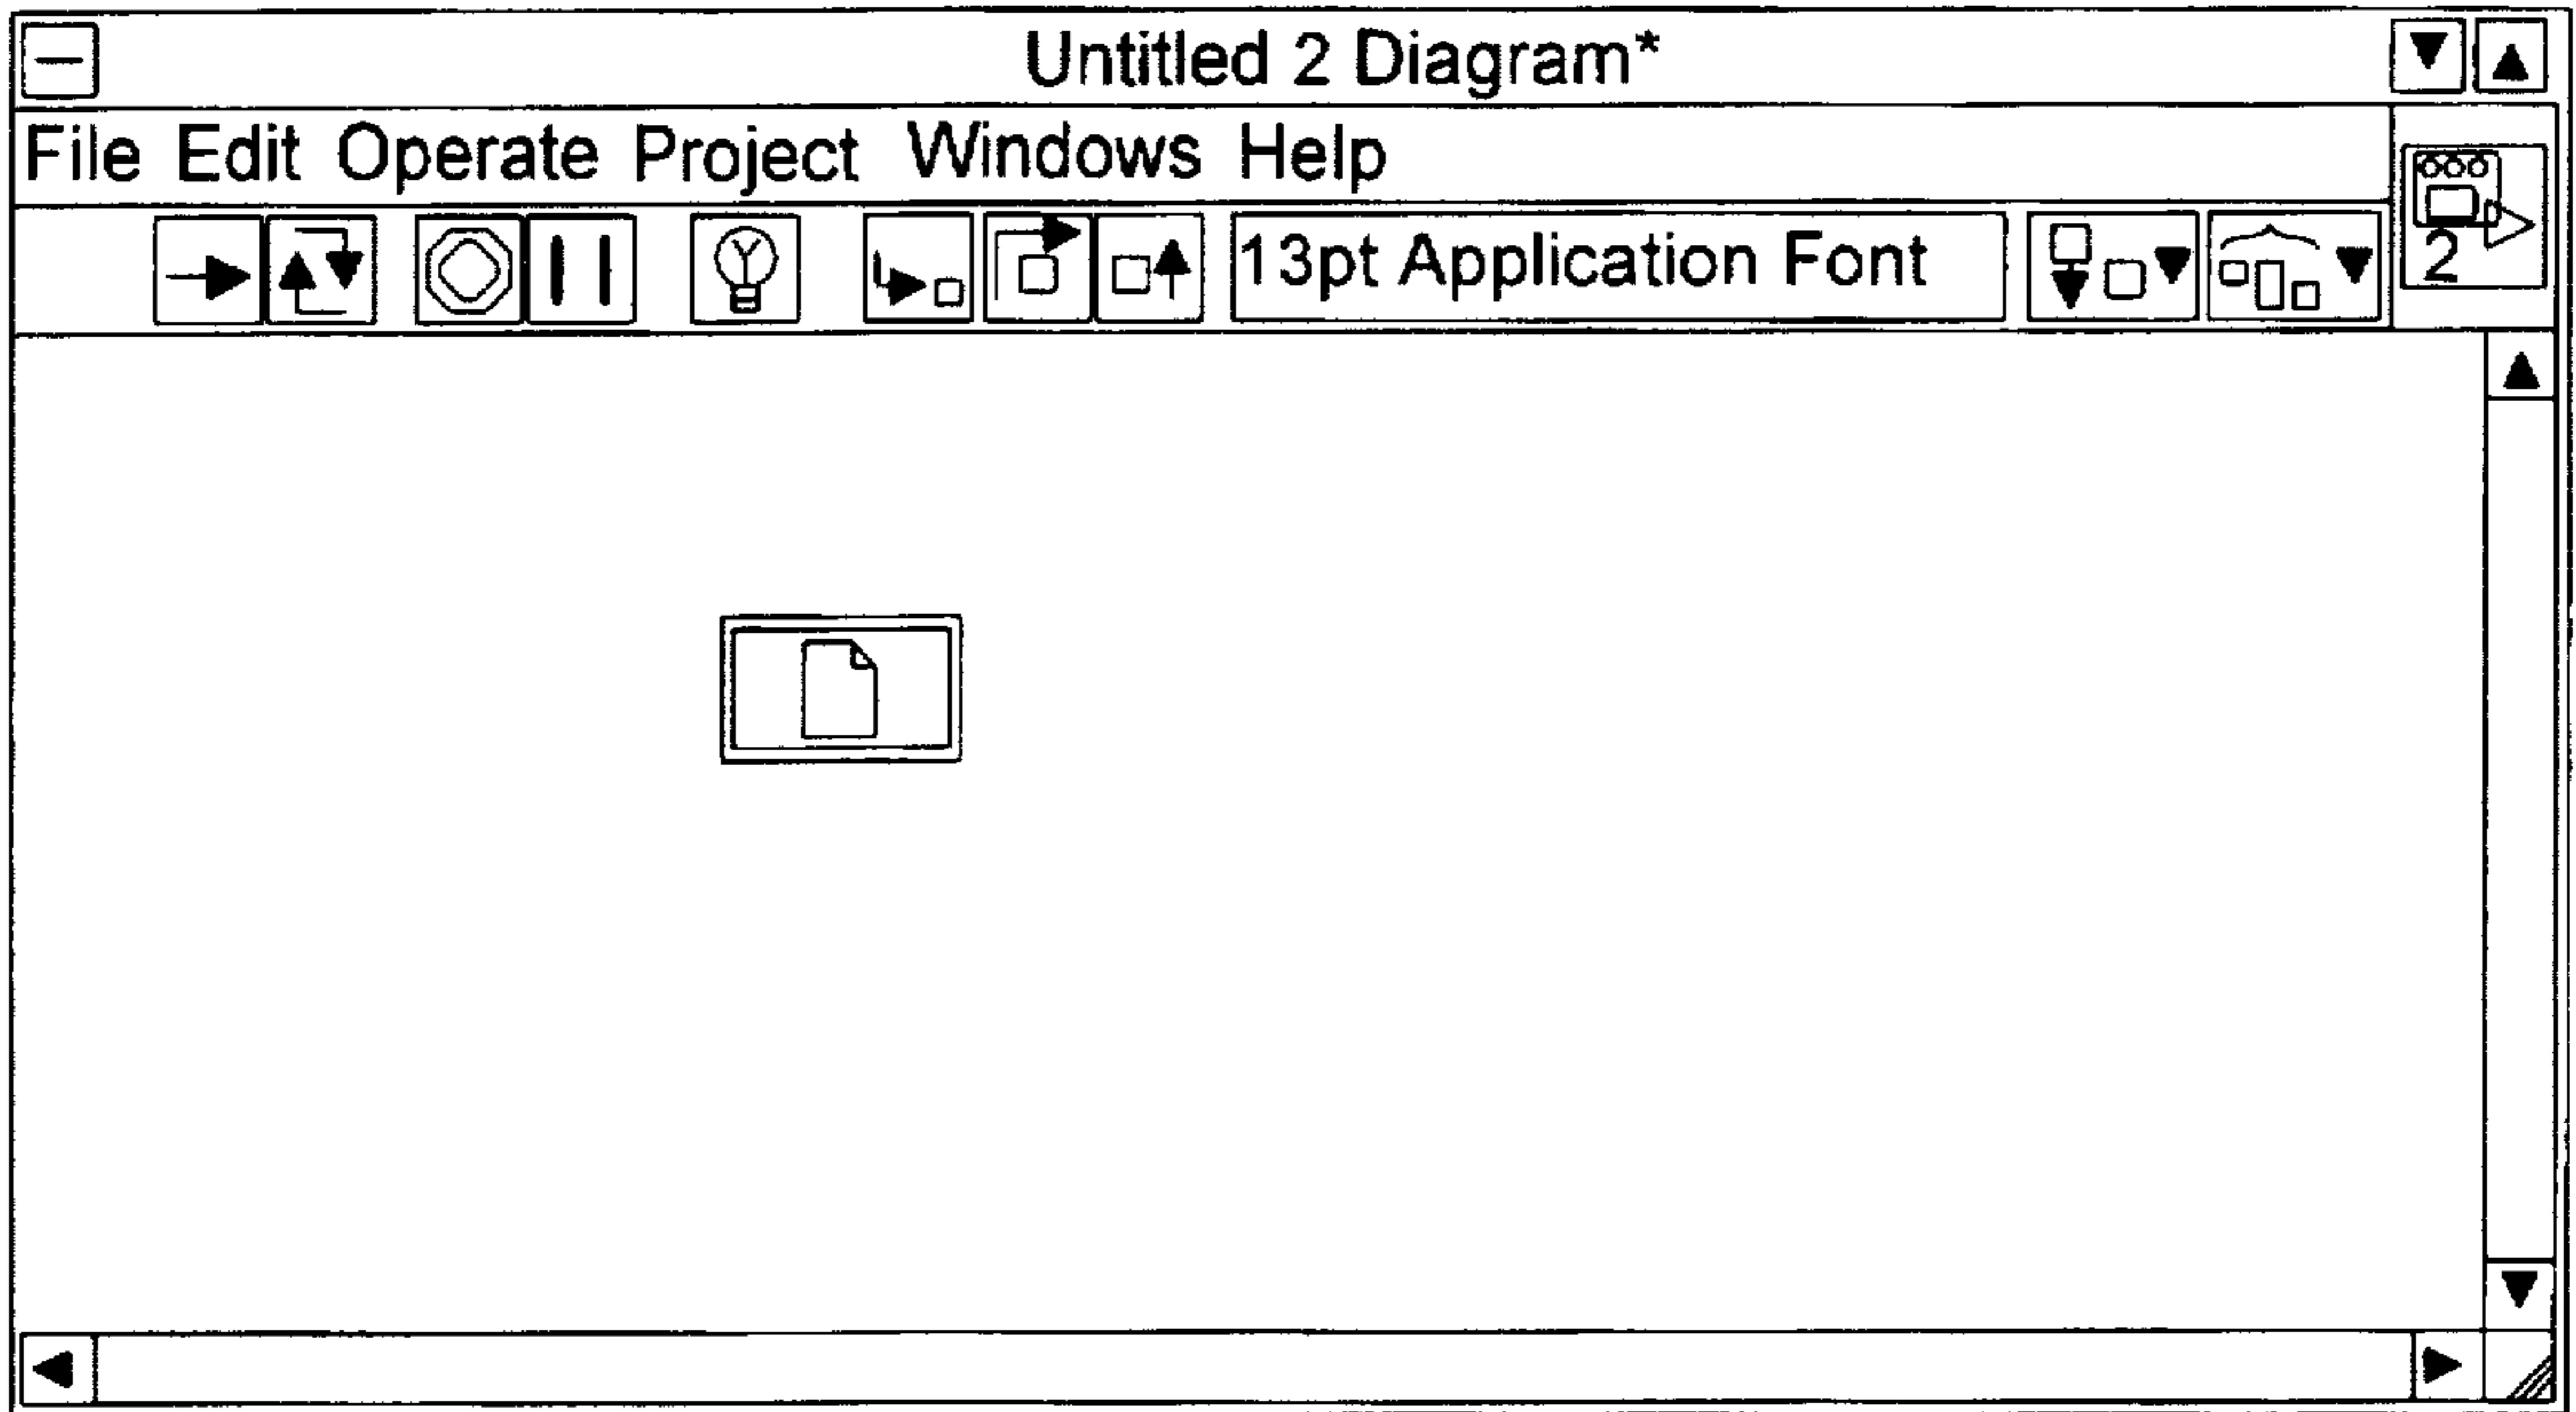 Untitled 2 Diagram*
File Edit Operate Project Windows Help
13pt Application Font
2